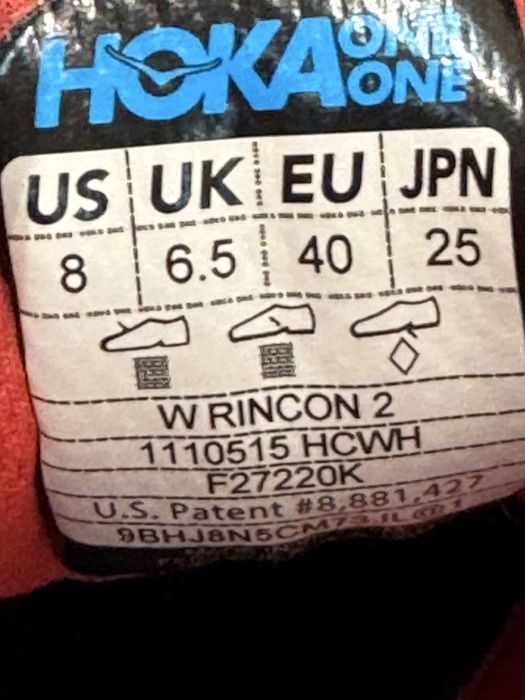 HOKA ONE ONE
US UK EU JPN
8 6.5 40 25
W RINCON 2
1110515 HCWH
F27220K
U.S. Patent #8,881,427